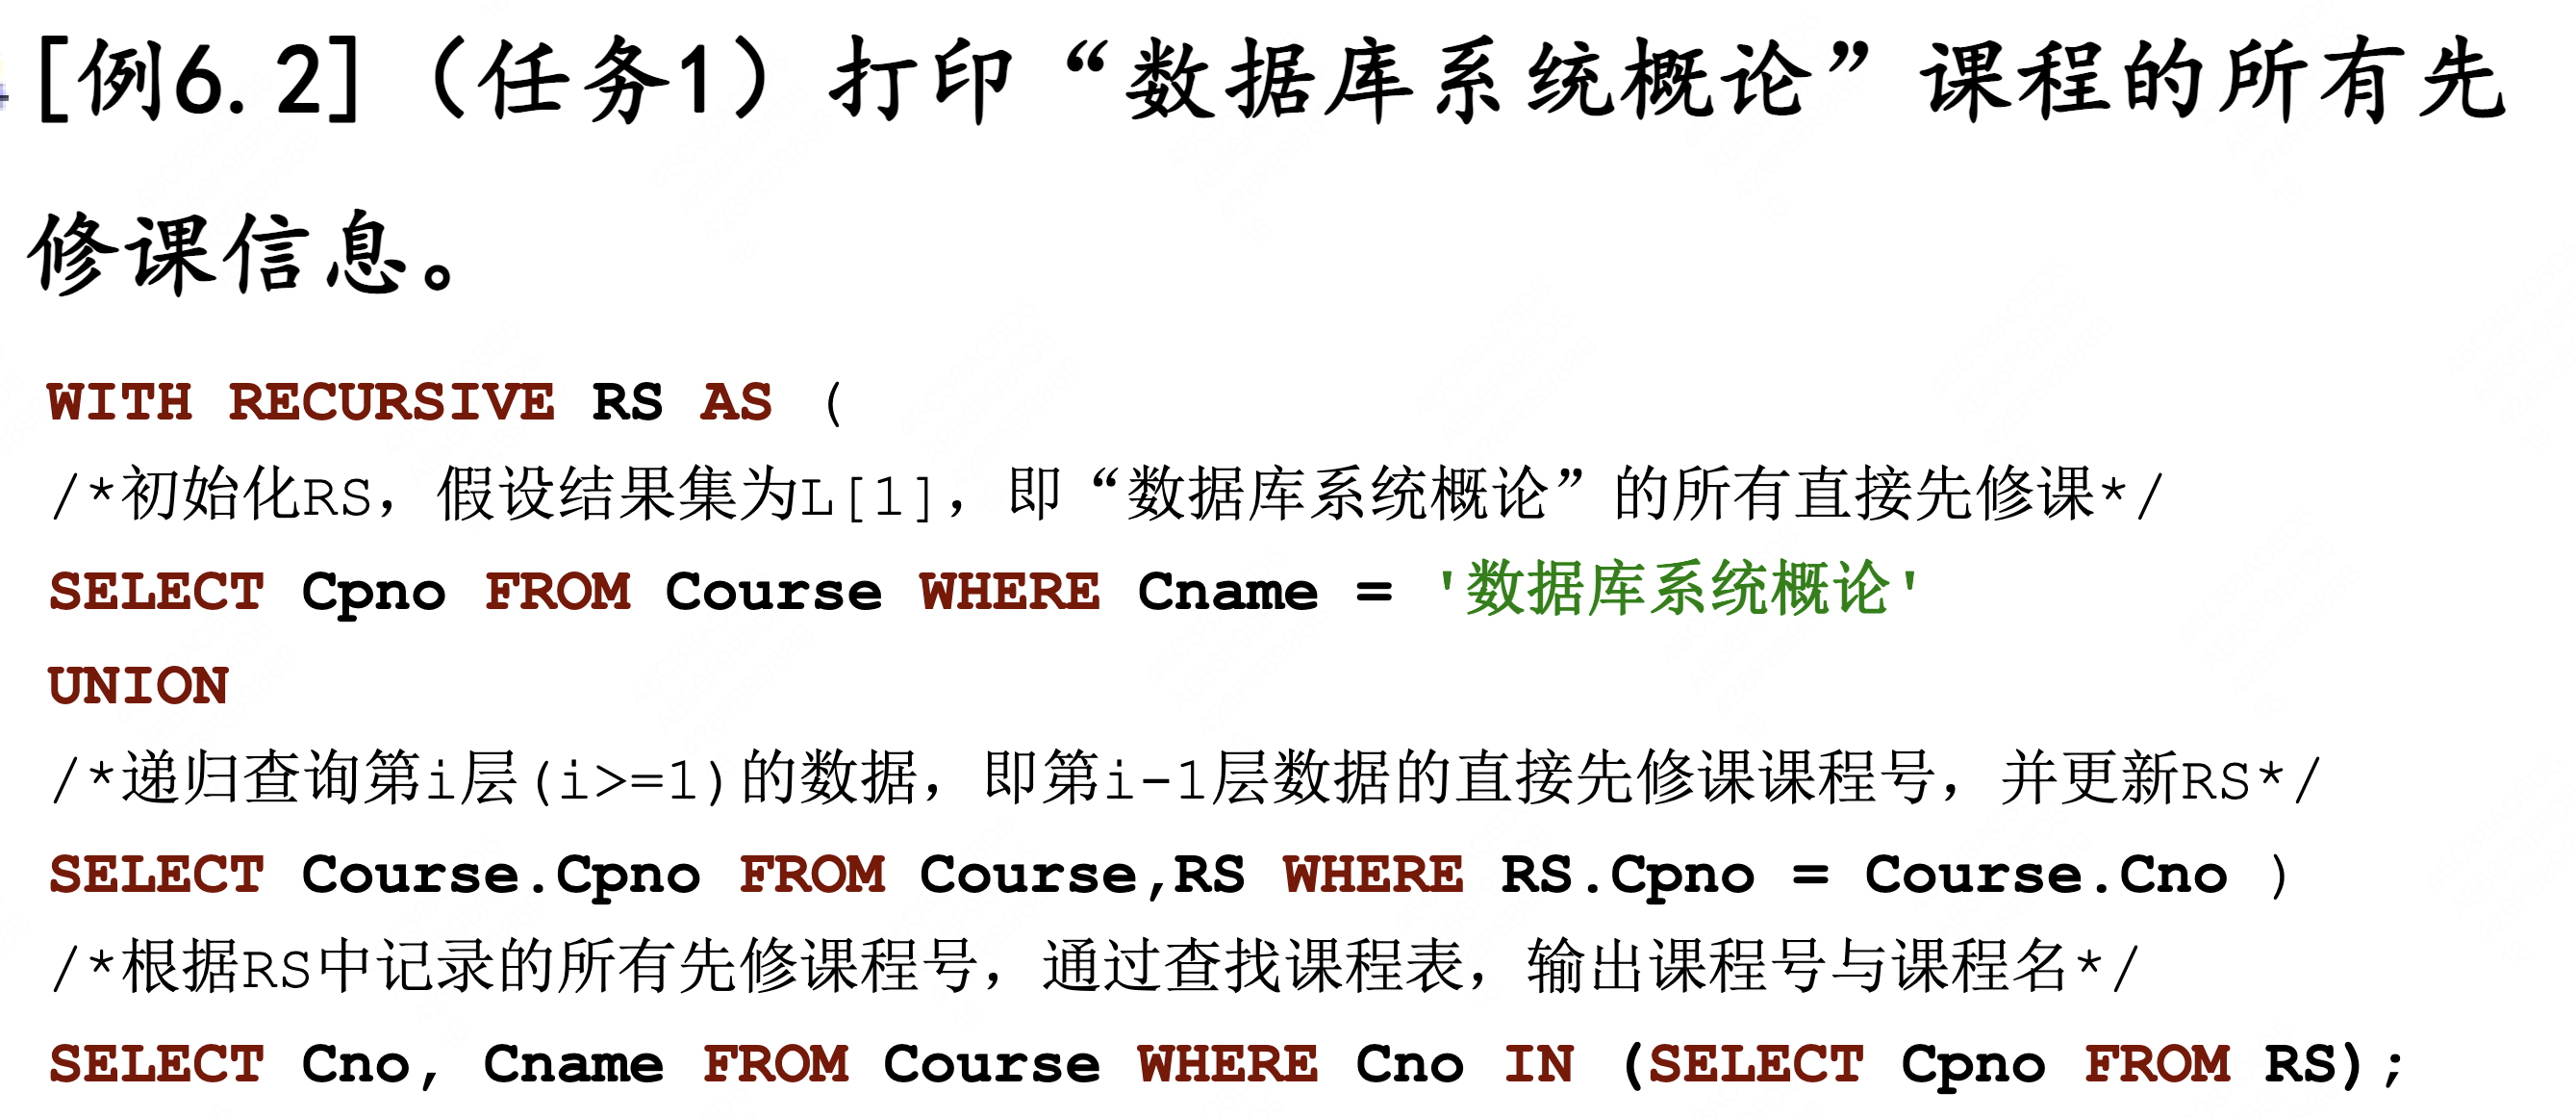 [例6.2]（任务1）打印“数据库系统概论”课程的所有先
修课信息。
WITH RECURSIVE RS AS (
/*初始化RS，假设结果集为L[1]，即“数据库系统概论”的所有直接先修课*/
SELECT Cpno FROM Course WHERE Cname = '数据库系统概论'
UNION
/*递归查询第i层(i>=1)的数据，即第i-1层数据的直接先修课课程号，并更新RS*/
SELECT Course.Cpno FROM Course,RS WHERE RS.Cpno = Course.Cno )
/*根据RS中记录的所有先修课程号，通过查找课程表，输出课程号与课程名*/
SELECT Cno, Cname FROM Course WHERE Cno IN (SELECT Cpno FROM RS);